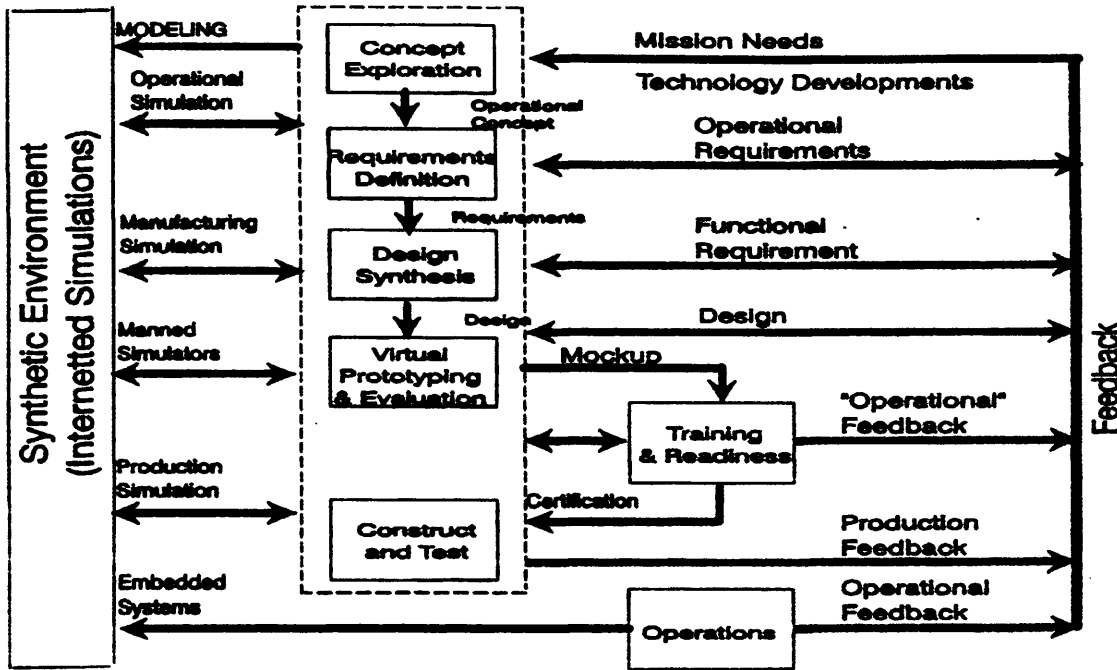 Synthetic Environment
(Internetted Simulations)
MODELING
Operational
Simulation
Manufacturing
Simulation
Manned
Simulators
Production
Simulation
Embedded
Systems
Concept
Exploration
Operational
Concept
Requirements
Definition
Requirements
Design
Synthesis
Design
Virtual
Prototyping
& Evaluation
Construct
and Test
Mission Needs
Technology Developments
Operational
Requirements
Functional
Requirement
Design
Mockup
Training
& Readiness
"Operational"
Feedback
Certification
Production
Feedback
Operational
Feedback
Operations
Feedback